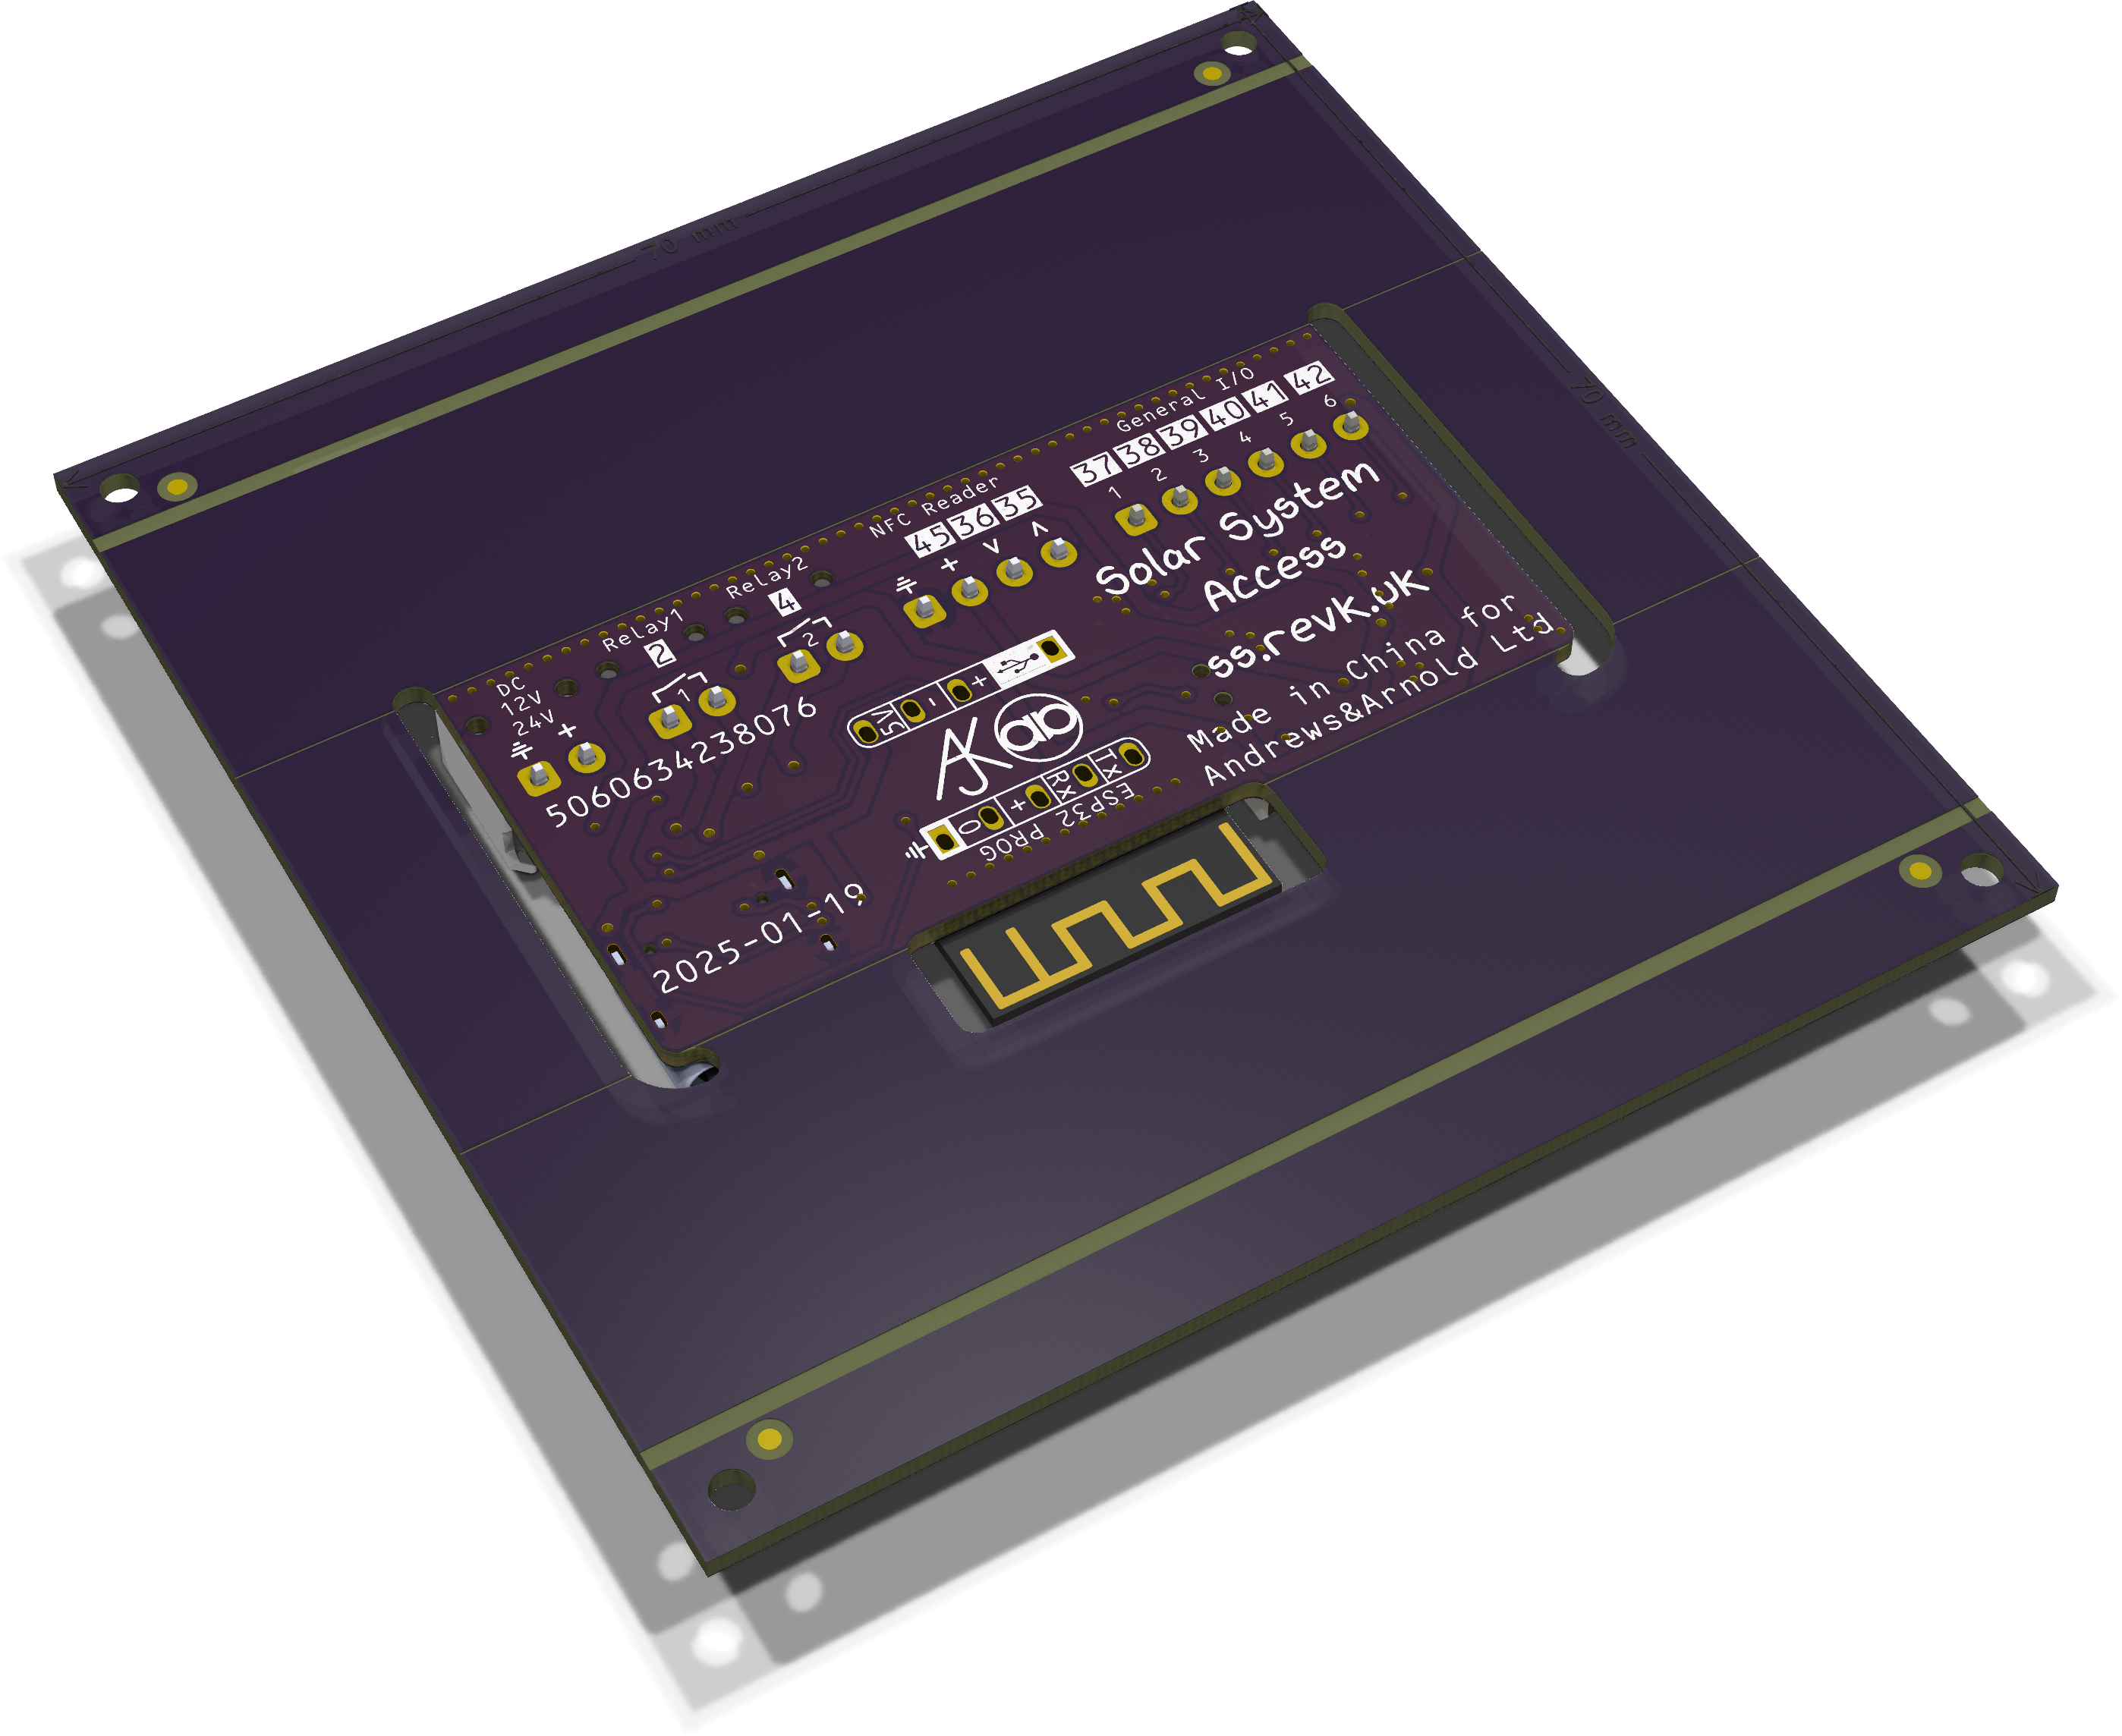 70 mm
70 mm
General I/O
37 38 39 40 41 42
1 2 3 4 5 6
NFC Reader
45 36 35
+ V Λ
Relay2
4
2
Relay1
2
1
DC
12V
24V
+
5060634238076
Solar System
Access
ss.revk.uk
Made in China for
Andrews&Arnold Ltd
5V - +
AJK
0 + RX TX
ESP32 PROG
2025-01-19